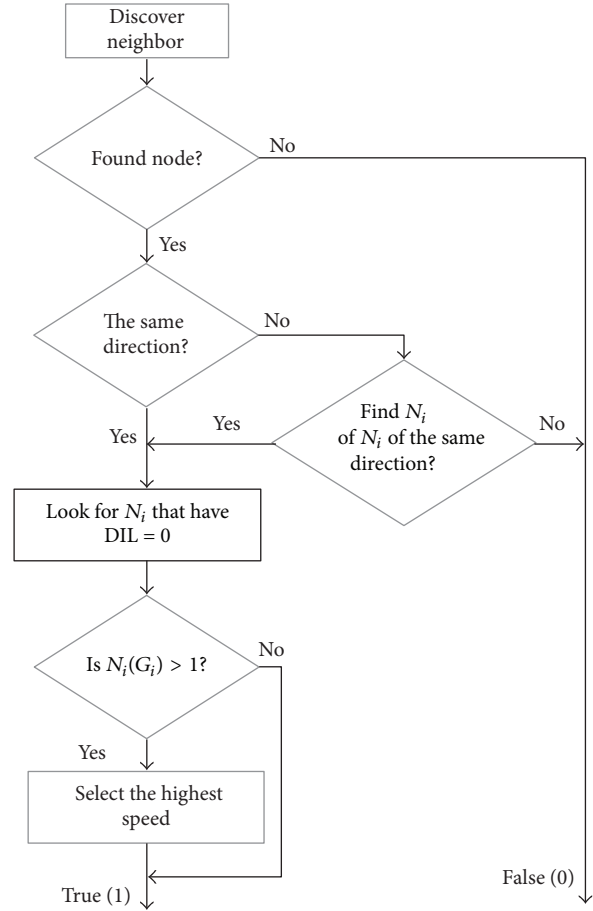 Discover
neighbor
Found node?
No
Yes
The same
direction?
No
Find N_i
of N_i of the same
direction?
No
Yes
Yes
Look for N_i that have
DIL = 0
Is N_i(G_i) > 1?
No
Yes
Select the highest
speed
True (1)
False (0)